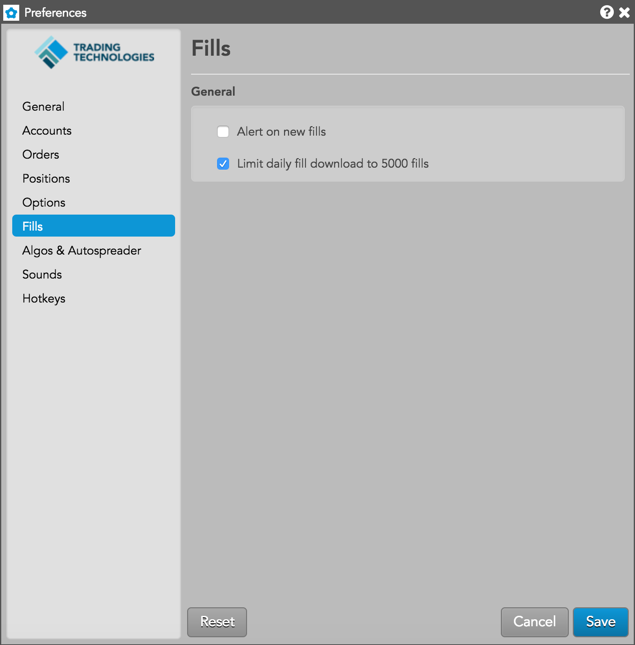 Preferences
TRADING
TECHNOLOGIES
General
Accounts
Orders
Positions
Options
Fills
Algos & Autospreader
Sounds
Hotkeys
Fills
General
Alert on new fills
Limit daily fill download to 5000 fills
Reset
Cancel
Save